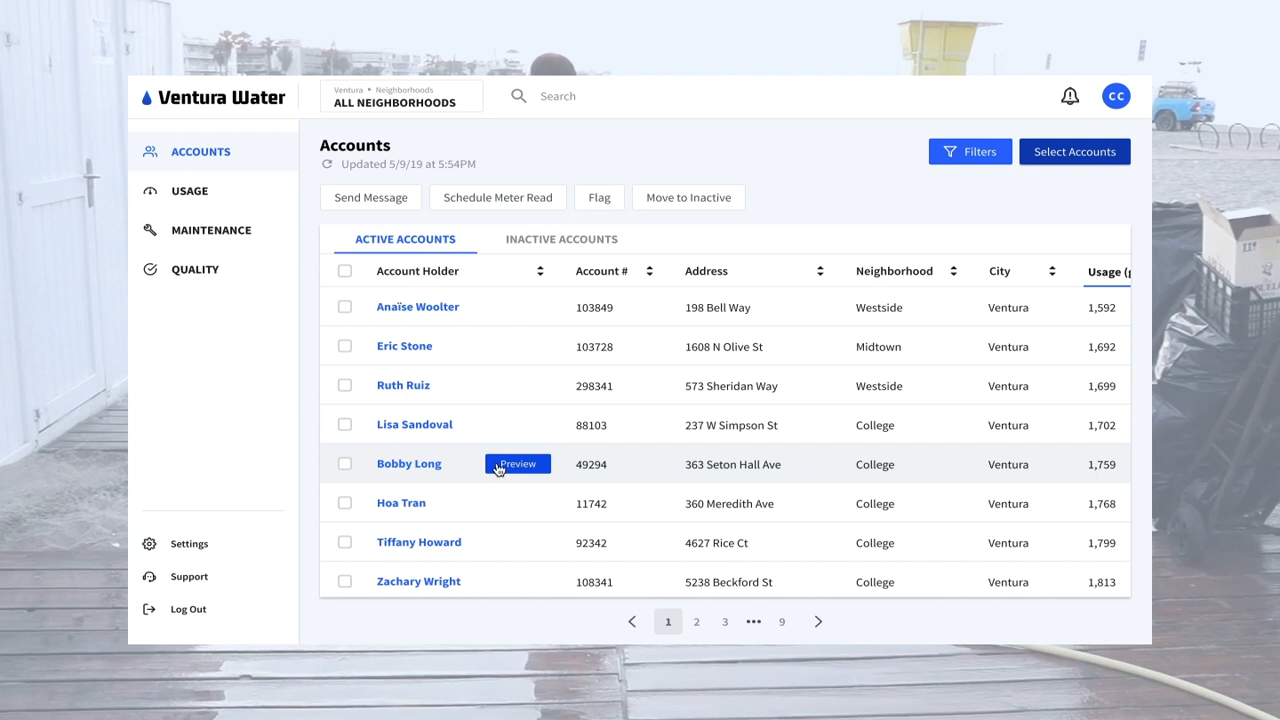 Ventura Water
Ventura • Neighborhoods
ALL NEIGHBORHOODS
Search
CC
ACCOUNTS
USAGE
MAINTENANCE
QUALITY
Settings
Support
Log Out
Accounts
Updated 5/9/19 at 5:54PM
Filters
Select Accounts
Send Message
Schedule Meter Read
Flag
Move to Inactive
ACTIVE ACCOUNTS
INACTIVE ACCOUNTS
Account Holder Account # Address Neighborhood City Usage
Anaïse Woolter 103849 198 Bell Way Westside Ventura 1,592
Eric Stone 103728 1608 N Olive St Midtown Ventura 1,692
Ruth Ruiz 298341 573 Sheridan Way Westside Ventura 1,699
Lisa Sandoval 88103 237 W Simpson St College Ventura 1,702
Bobby Long Preview 49294 363 Seton Hall Ave College Ventura 1,759
Hoa Tran 11742 360 Meredith Ave College Ventura 1,768
Tiffany Howard 92342 4627 Rice Ct College Ventura 1,799
Zachary Wright 108341 5238 Beckford St College Ventura 1,813
1 2 3 ••• 9